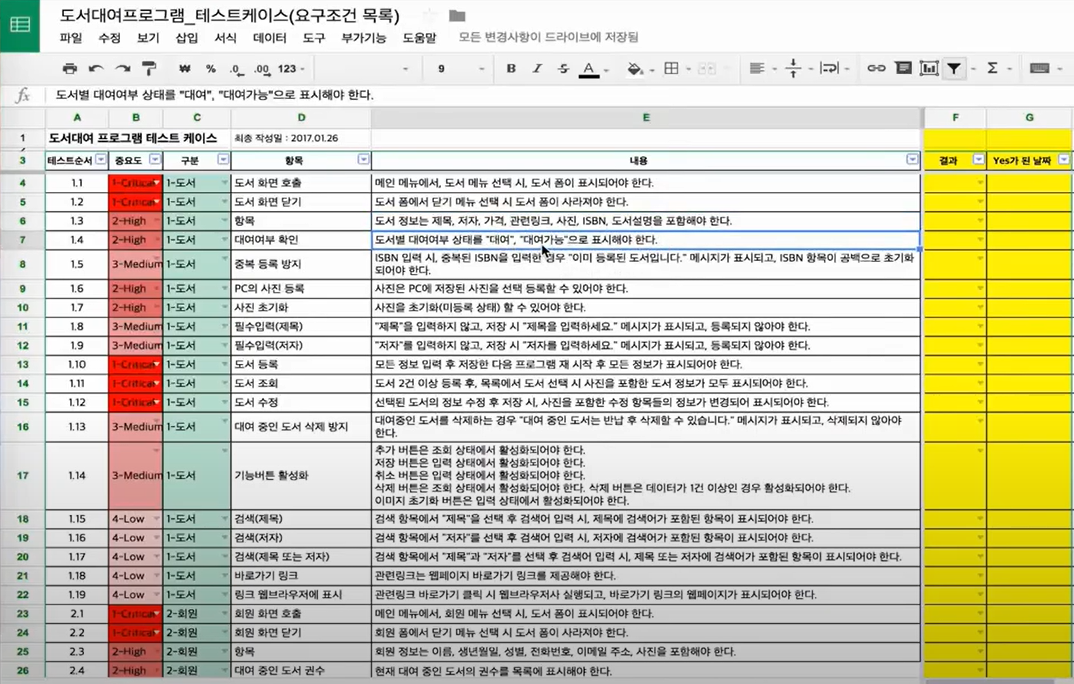 도서대여프로그램_테스트케이스(요구조건 목록)
파일 수정 보기 삽입 서식 데이터 도구 부가기능 도움말 모든 변경사항이 드라이브에 저장됨
₩ % .0 .00 123 9 B I S A Σ
fx 도서별 대여여부 상태를 "대여", "대여가능"으로 표시해야 한다.
A B C D E F G
1 도서대여 프로그램 테스트 케이스 최종 작성일 : 2017.01.26
3 테스트순서 중요도 구분 항목 내용 결과 Yes가 된 날짜
4 1.1 1-Critical 1-도서 도서 화면 호출 메인 메뉴에서, 도서 메뉴 선택 시, 도서 폼이 표시되어야 한다.
5 1.2 1-Critical 1-도서 도서 화면 닫기 도서 폼에서 닫기 메뉴 선택 시 도서 폼이 사라져야 한다.
6 1.3 2-High 1-도서 항목 도서 정보는 제목, 저자, 가격, 관련링크, 사진, ISBN, 도서설명을 포함해야 한다.
7 1.4 2-High 1-도서 대여여부 확인 도서별 대여여부 상태를 "대여", "대여가능"으로 표시해야 한다.
8 1.5 3-Medium 1-도서 중복 등록 방지 ISBN 입력 시, 중복된 ISBN을 입력한 경우 "이미 등록된 도서입니다." 메시지가 표시되고, ISBN 항목이 공백으로 초기화
되어야 한다.
9 1.6 2-High 1-도서 PC의 사진 등록 사진은 PC에 저장된 사진을 선택 등록할 수 있어야 한다.
10 1.7 2-High 1-도서 사진 초기화 사진을 초기화(미등록 상태) 할 수 있어야 한다.
11 1.8 3-Medium 1-도서 필수입력(제목) "제목"을 입력하지 않고, 저장 시 "제목을 입력하세요." 메시지가 표시되고, 등록되지 않아야 한다.
12 1.9 3-Medium 1-도서 필수입력(저자) "저자"를 입력하지 않고, 저장 시 "저자를 입력하세요." 메시지가 표시되고, 등록되지 않아야 한다.
13 1.10 1-Critical 1-도서 도서 등록 모든 정보 입력 후 저장한 다음 프로그램 재 시작 후 모든 정보가 표시되어야 한다.
14 1.11 1-Critical 1-도서 도서 조회 도서 2건 이상 등록 후, 목록에서 도서 선택 시 사진을 포함한 도서 정보가 모두 표시되어야 한다.
15 1.12 1-Critical 1-도서 도서 수정 선택된 도서의 정보 수정 후 저장 시, 사진을 포함한 수정 항목들의 정보가 변경되어 표시되어야 한다.
16 1.13 3-Medium 1-도서 대여 중인 도서 삭제 방지 대여중인 도서를 삭제하는 경우 "대여 중인 도서는 반납 후 삭제할 수 있습니다." 메시지가 표시되고, 삭제되지 않아야
한다.
17 1.14 3-Medium 1-도서 기능버튼 활성화 추가 버튼은 조회 상태에서 활성화되어야 한다.
저장 버튼은 입력 상태에서 활성화되어야 한다.
취소 버튼은 입력 상태에서 활성화되어야 한다.
삭제 버튼은 조회 상태에서 활성화되어야 한다. 삭제 버튼은 데이터가 1건 이상인 경우 활성화되어야 한다.
이미지 초기화 버튼은 입력 상태에서 활성화되어야 한다.
18 1.15 4-Low 1-도서 검색(제목) 검색 항목에서 "제목"을 선택 후 검색어 입력 시, 제목에 검색어가 포함된 항목이 표시되어야 한다.
19 1.16 4-Low 1-도서 검색(저자) 검색 항목에서 "저자"를 선택 후 검색어 입력 시, 저자에 검색어가 포함된 항목이 표시되어야 한다.
20 1.17 4-Low 1-도서 검색(제목 또는 저자) 검색 항목에서 "제목"과 "저자"를 선택 후 검색어 입력 시, 제목 또는 저자에 검색어가 포함된 항목이 표시되어야 한다.
21 1.18 4-Low 1-도서 바로가기 링크 관련링크는 웹페이지 바로가기 링크를 제공해야 한다.
22 1.19 4-Low 1-도서 링크 웹브라우저에 표시 관련링크 바로가기 클릭 시 웹브라우저사 실행되고, 바로가기 링크의 웹페이지가 표시되어야 한다.
23 2.1 1-Critical 2-회원 회원 화면 호출 메인 메뉴에서, 회원 메뉴 선택 시, 도서 폼이 표시되어야 한다.
24 2.2 1-Critical 2-회원 회원 화면 닫기 회원 폼에서 닫기 메뉴 선택 시 도서 폼이 사라져야 한다.
25 2.3 2-High 2-회원 항목 회원 정보는 이름, 생년월일, 성별, 전화번호, 이메일 주소, 사진을 포함해야 한다.
26 2.4 2-High 2-회원 대여 중인 도서 권수 현재 대여 중인 도서의 권수를 목록에 표시해야 한다.